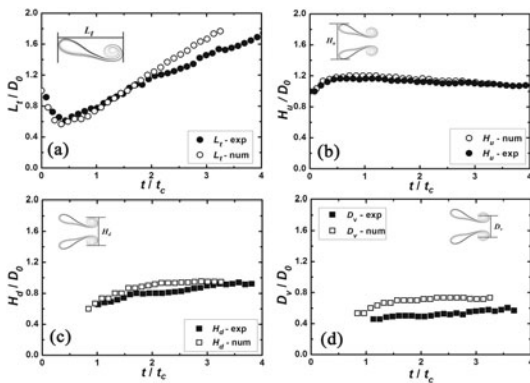 L_f
L_f / D_0
2.0
1.6
1.2
0.8
0.4
0.0
L_f - exp
L_f - num
(a)
0 1 2 3 4
t / t_c
H_u
H_u / D_0
2.0
1.6
1.2
0.8
0.4
0.0
H_u - num
H_u - exp
(b)
0 1 2 3 4
t / t_c
H_d
H_d / D_0
2.0
1.6
1.2
0.8
0.4
0.0
H_d - exp
H_d - num
(c)
0 1 2 3 4
t / t_c
D_v - exp
D_v - num
D_v
D_v / D_0
2.0
1.6
1.2
0.8
0.4
0.0
(d)
0 1 2 3 4
t / t_c